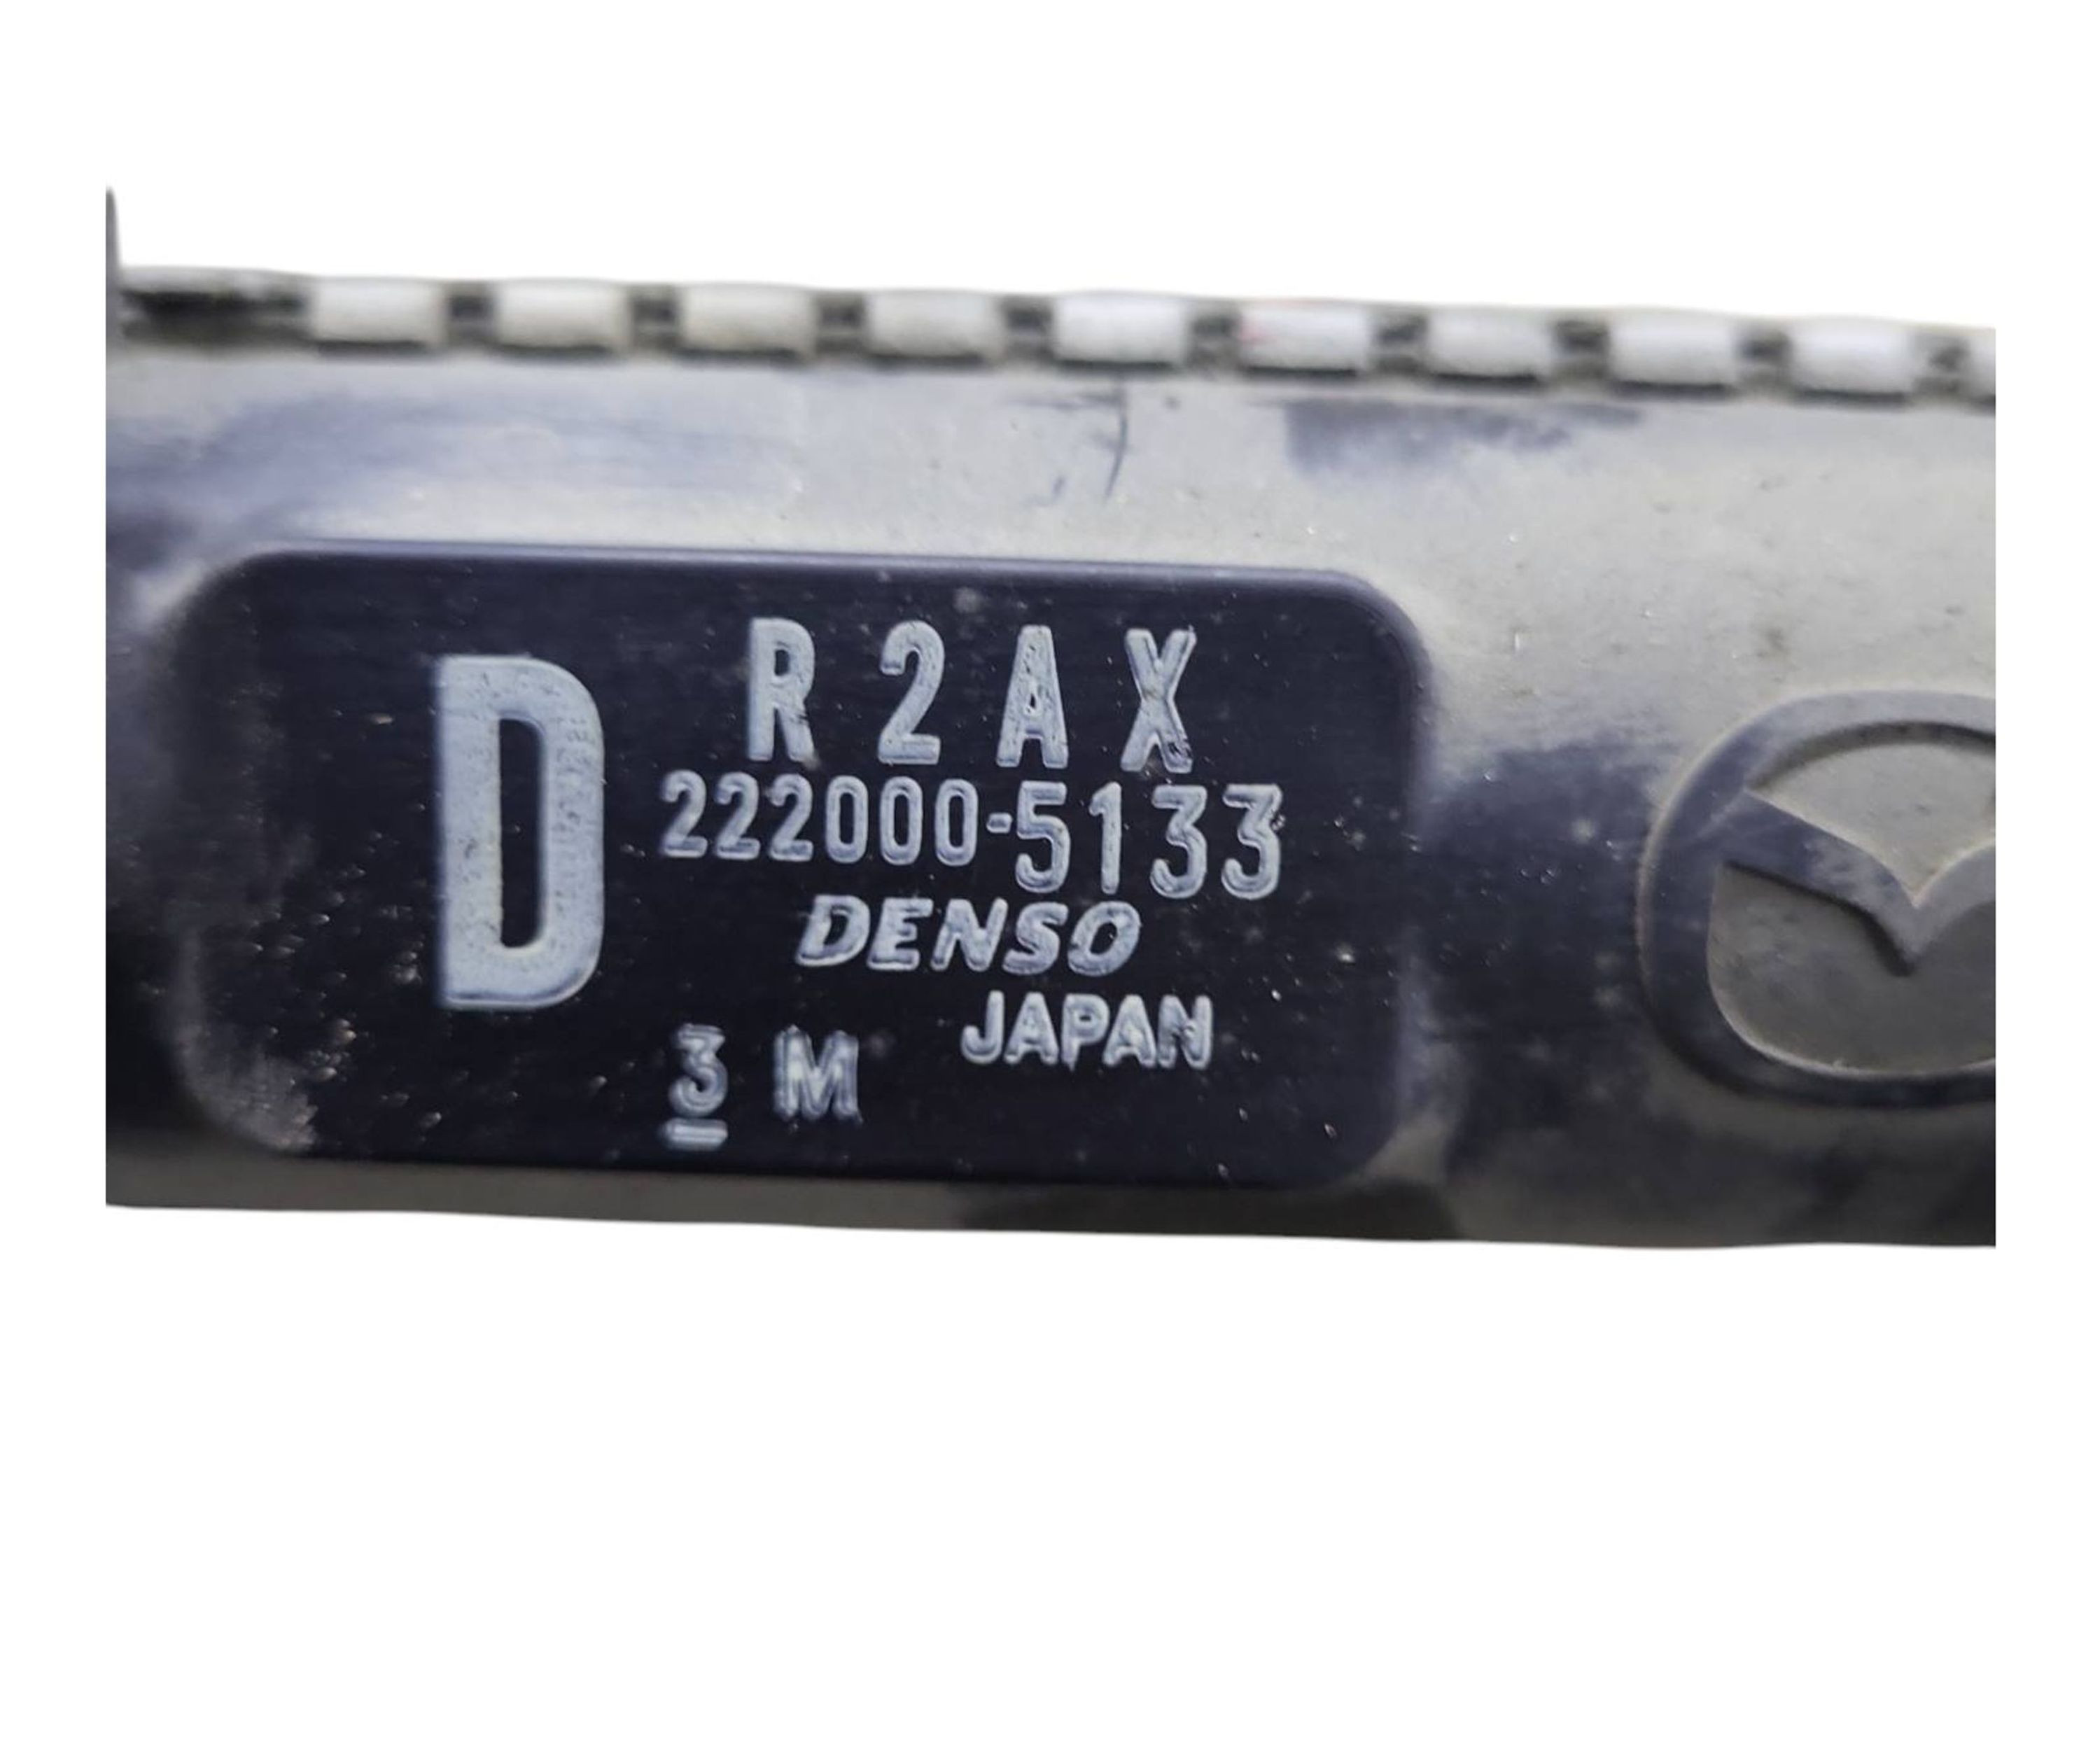 D
R2AX
222000-5133
DENSO
JAPAN
3 M